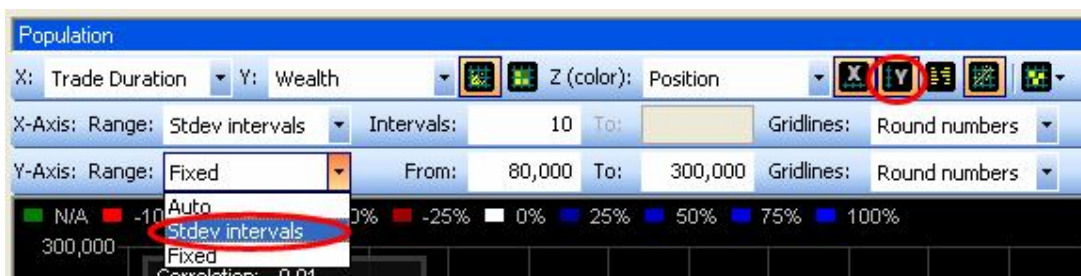 Population
X: Trade Duration Y: Wealth Z (color): Position X Y
X-Axis: Range: Stdev intervals Intervals: 10 To: Gridlines: Round numbers
Y-Axis: Range: Fixed From: 80,000 To: 300,000 Gridlines: Round numbers
Auto
Stdev intervals
Fixed
N/A -10 0% -25% 0% 25% 50% 75% 100%
300,000
Correlation: 0.01